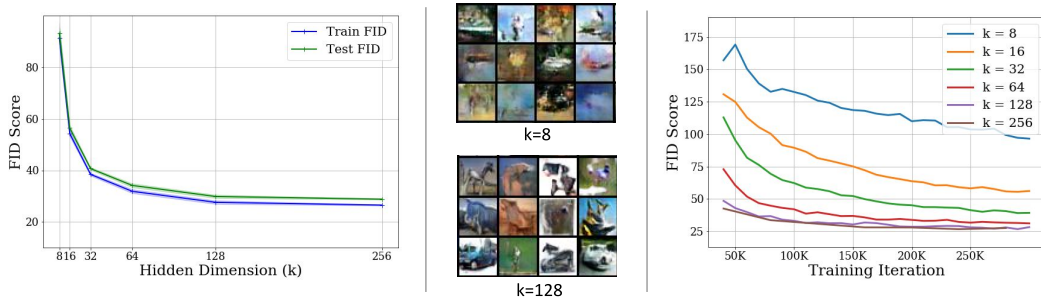 FID Score
80
60
40
20
Train FID
Test FID
8 16 32 64 128 256
Hidden Dimension (k)
k=8
k=128
FID Score
175
150
125
100
75
50
25
k = 8
k = 16
k = 32
k = 64
k = 128
k = 256
50K 100K 150K 200K 250K
Training Iteration